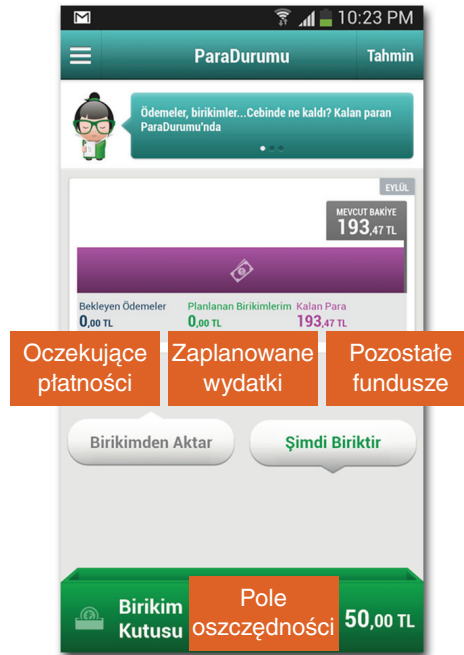 10:23 PM
ParaDurumu
Tahmin
Ödemeler, birikimler...Cebinde ne kaldı? Kalan paran
ParaDurumu'nda
EYLÜL
MEVCUT BAKİYE
193,47 TL
Bekleyen Ödemeler
0,00 TL
Planlanan Birikimlerim
0,00 TL
Kalan Para
193,47 TL
Oczekujące
płatności
Zaplanowane
wydatki
Pozostałe
fundusze
Birikimden Aktar
Şimdi Biriktir
Birikim
Kutusu
Pole
oszczędności
50,00 TL